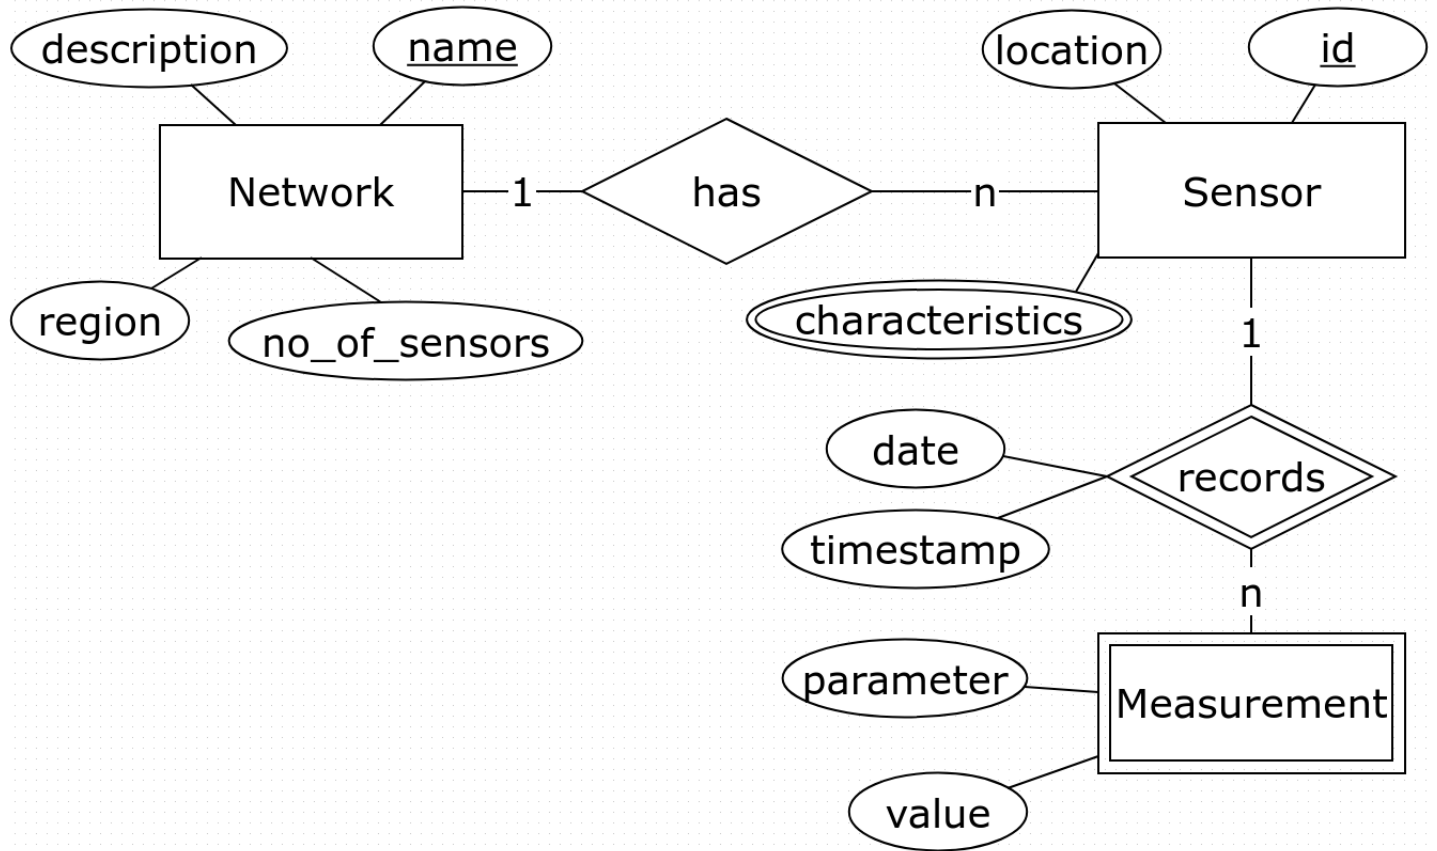 description
name
location
id
Network
1
has
n
Sensor
region
no_of_sensors
characteristics
1
date
records
timestamp
n
parameter
Measurement
value